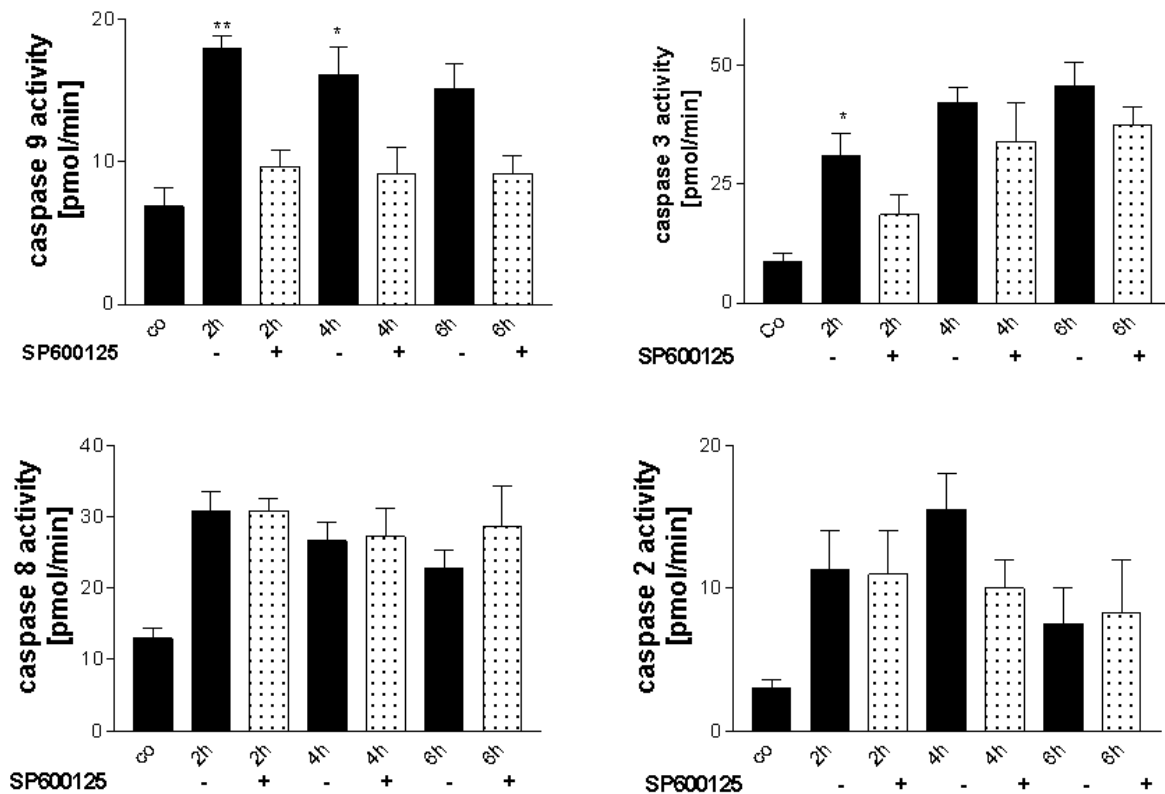 caspase 9 activity
[pmol/min]
20
10
0
**
*
co 2h 2h 4h 4h 6h 6h
SP600125 - + - + - +
caspase 3 activity
[pmol/min]
50
25
0
*
Co 2h 2h 4h 4h 6h 6h
SP600125 - + - + - +
caspase 8 activity
[pmol/min]
40
30
20
10
0
co 2h 2h 4h 4h 6h 6h
SP600125 - + - + - +
caspase 2 activity
[pmol/min]
20
10
0
co 2h 2h 4h 4h 6h 6h
SP600125 - + - + - +